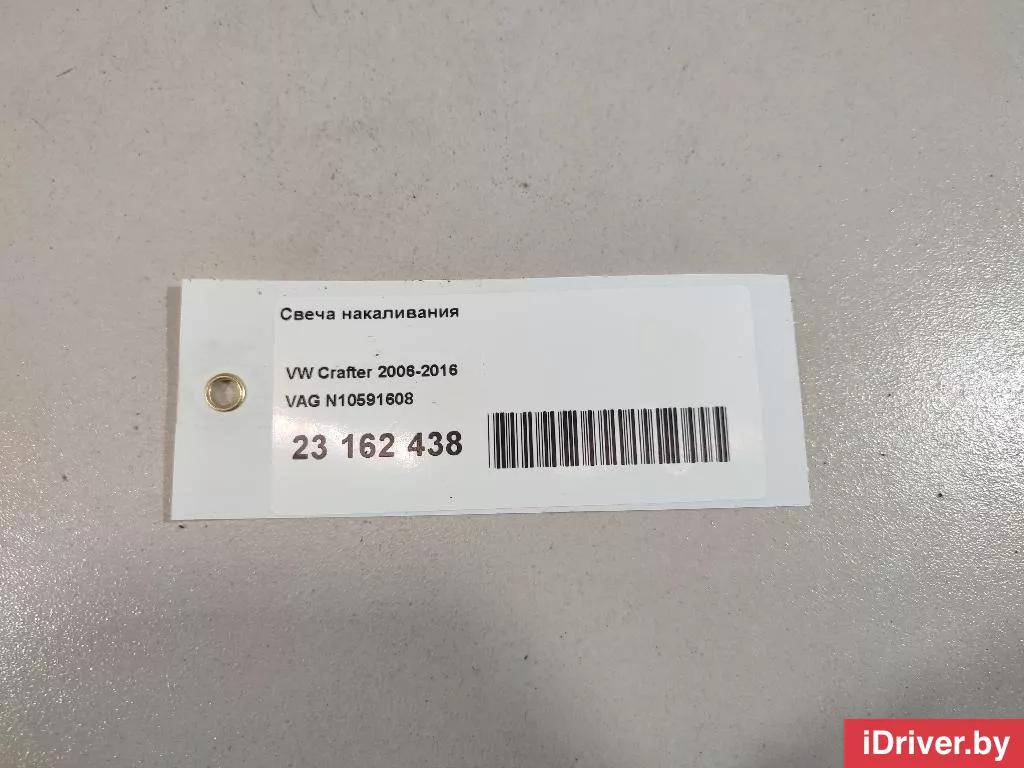 Свеча накаливания
VW Crafter 2006-2016
VAG N10591608
23 162 438
iDriver.by